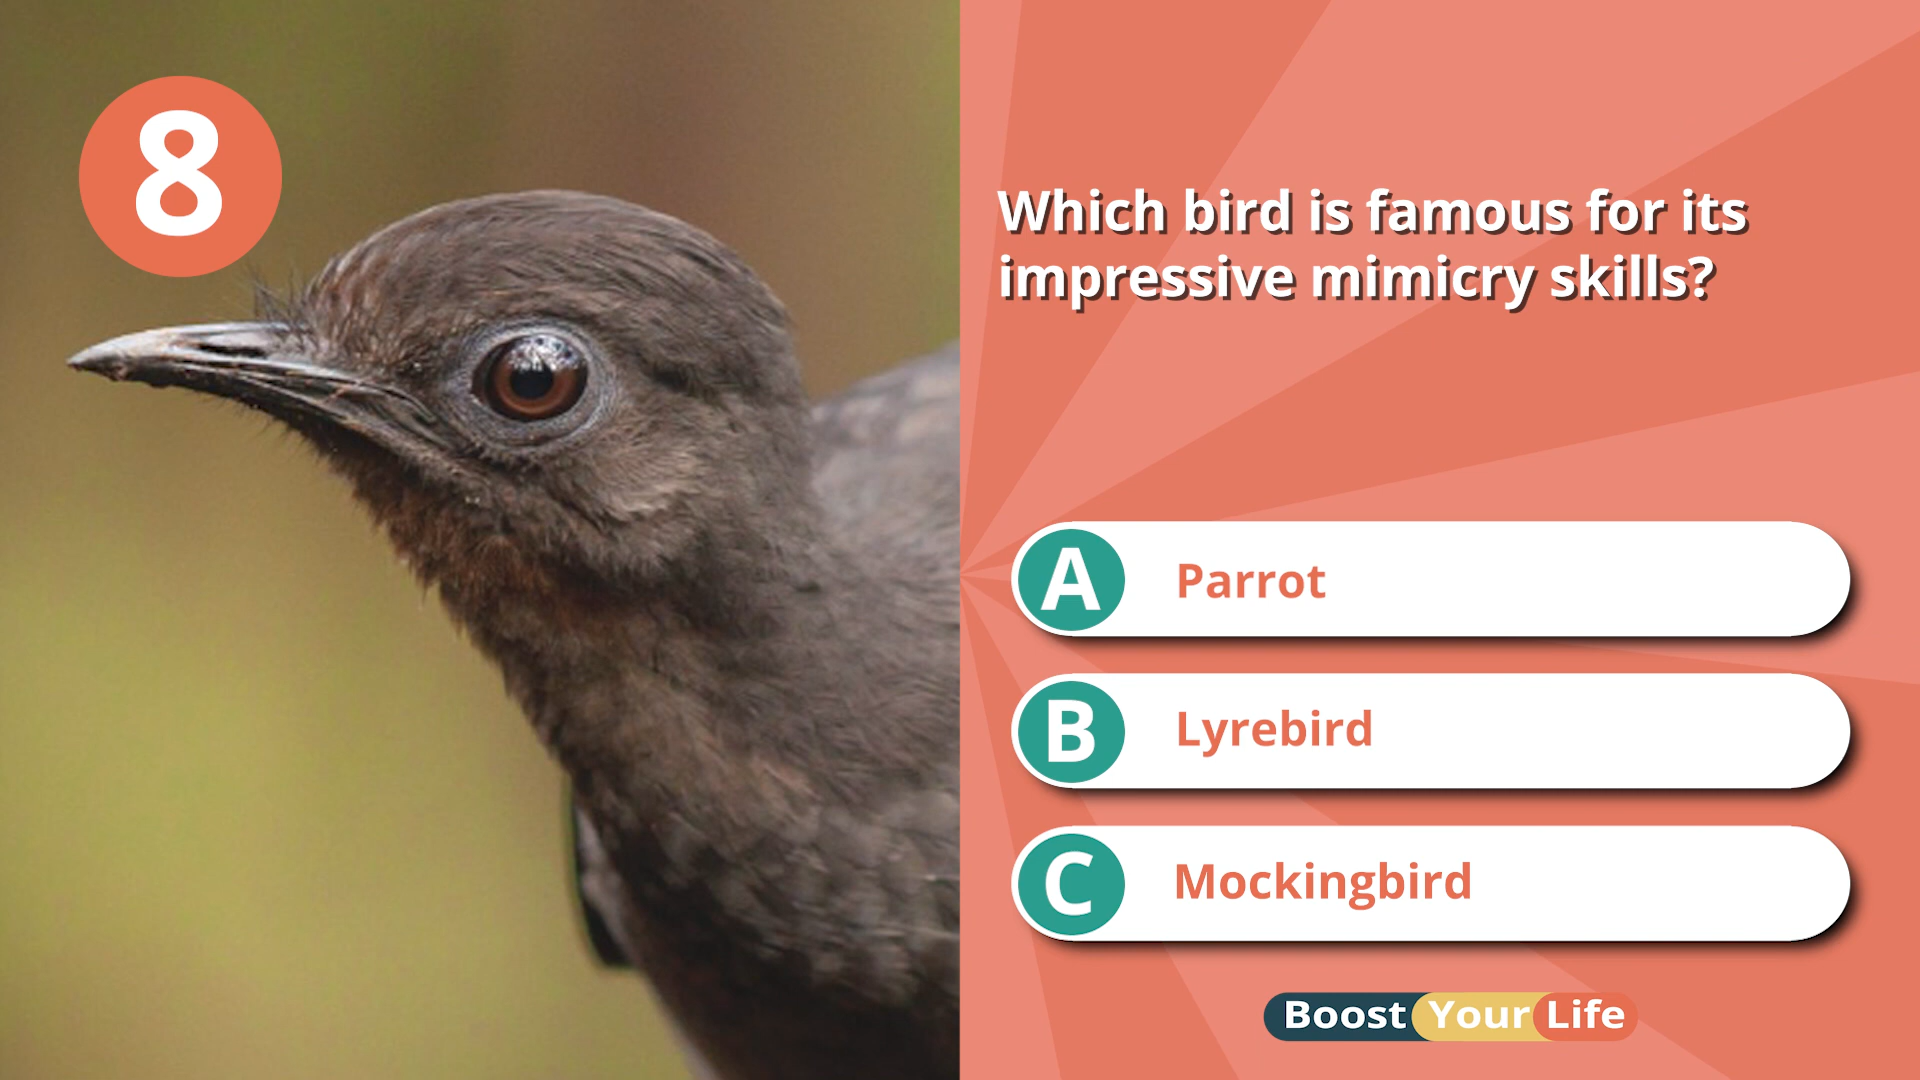 8
Which bird is famous for its
impressive mimicry skills?
A Parrot
B Lyrebird
C Mockingbird
Boost Your Life